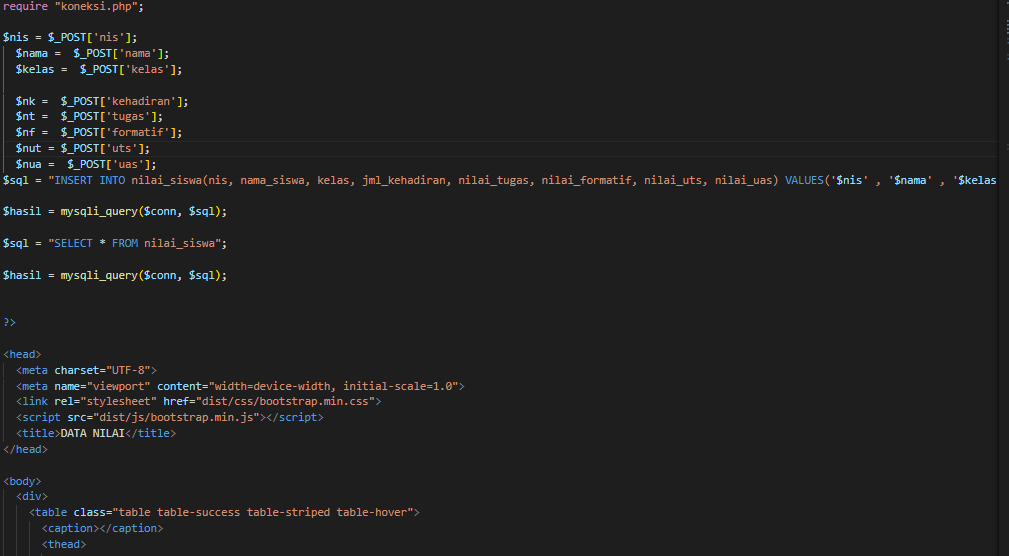 require "koneksi.php";
$nis = $_POST['nis'];
$nama =  $_POST['nama'];
$kelas =  $_POST['kelas'];
$nk =  $_POST['kehadiran'];
$nt =  $_POST['tugas'];
$nf =  $_POST['formatif'];
$nut = $_POST['uts'];
$nua =  $_POST['uas'];
$sql = "INSERT INTO nilai_siswa(nis, nama_siswa, kelas, jml_kehadiran, nilai_tugas, nilai_formatif, nilai_uts, nilai_uas) VALUES('$nis' , '$nama' , '$kelas
$hasil = mysqli_query($conn, $sql);
$sql = "SELECT * FROM nilai_siswa";
$hasil = mysqli_query($conn, $sql);
?>
<head>
<meta charset="UTF-8">
<meta name="viewport" content="width=device-width, initial-scale=1.0">
<link rel="stylesheet" href="dist/css/bootstrap.min.css">
<script src="dist/js/bootstrap.min.js"></script>
<title>DATA NILAI</title>
</head>
<body>
<div>
<table class="table table-success table-striped table-hover">
<caption></caption>
<thead>